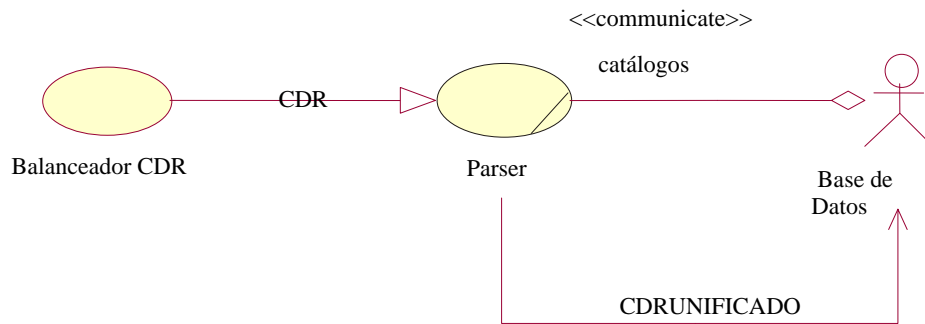 <<communicate>>
catálogos
CDR
Balanceador CDR
Parser
Base de
Datos
CDRUNIFICADO